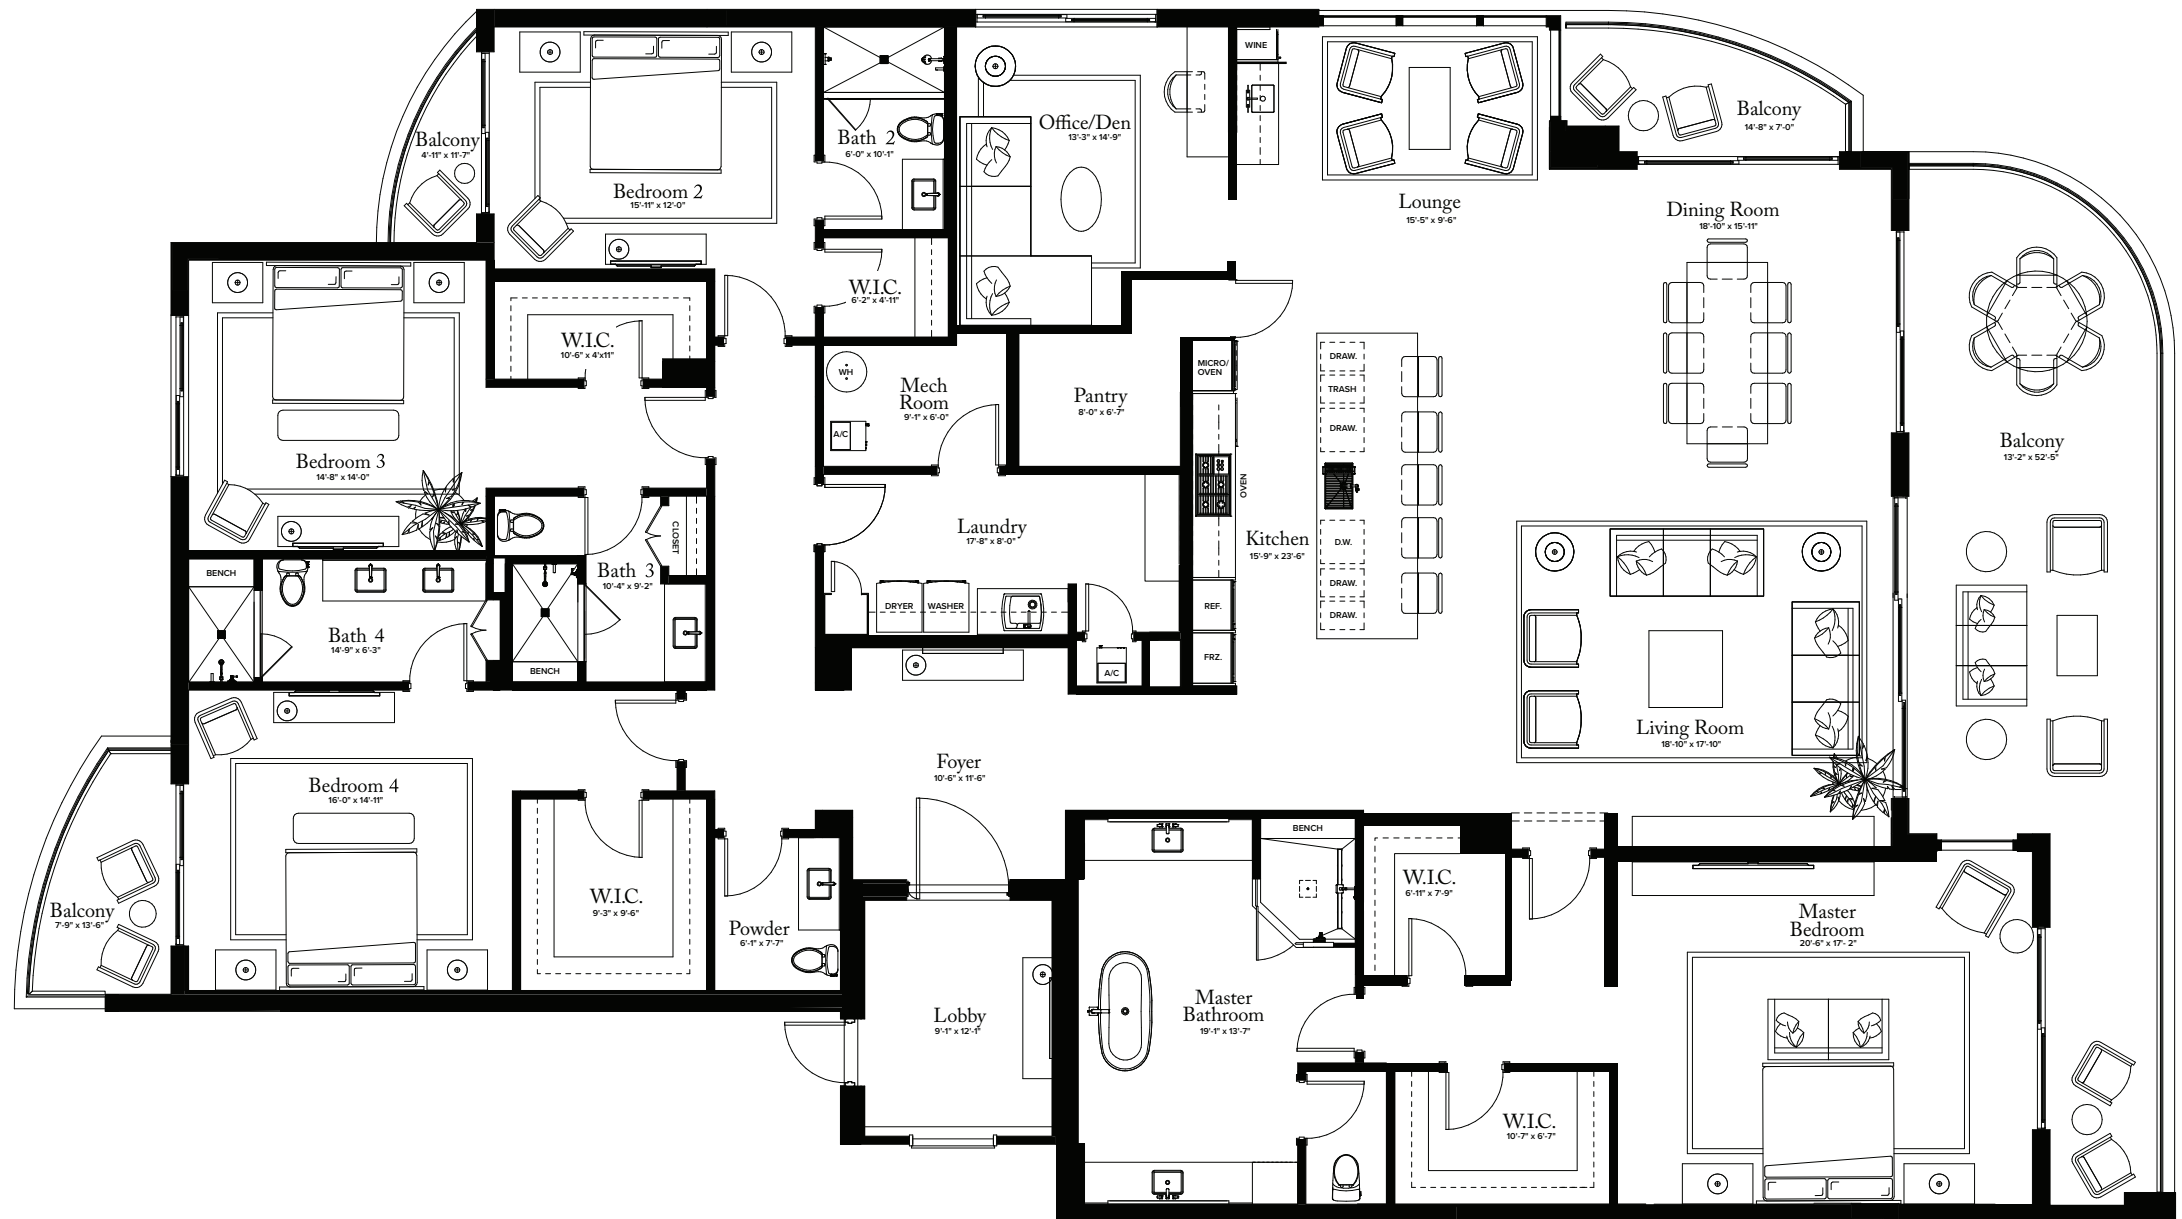 WINE
Balcony
4'-11" x 11'-7"
Bedroom 2
15'-11" x 12'-0"
Bath 2
6'-0" x 10'-1"
Office/Den
13'-3" x 14'-9"
Lounge
15'-5" x 9'-6"
Balcony
14'-8" x 7'-0"
Dining Room
18'-10" x 15'-11"
W.I.C.
6'-2" x 4'-11"
W.I.C.
10'-6" x 4'x11"
WH
A/C
Mech
Room
9'-1" x 6'-0"
Pantry
8'-0" x 6'-7"
MICRO/
OVEN
DRAW.
TRASH
DRAW.
Balcony
13'-2" x 52'-5"
Bedroom 3
14'-8" x 14'-0"
CLOSET
Laundry
17'-8" x 8'-0"
OVEN
Kitchen
15'-9" x 23'-6"
D.W.
DRAW.
DRAW.
BENCH
Bath 3
10'-4" x 9'-2"
DRYER
WASHER
REF.
FRZ.
Bath 4
14'-9" x 6'-3"
BENCH
A/C
Living Room
18'-10" x 17'-10"
Foyer
10'-6" x 11'-6"
Bedroom 4
16'-0" x 14'-11"
BENCH
W.I.C.
9'-3" x 9'-6"
W.I.C.
6'-11" x 7'-9"
Balcony
7'-9" x 13'-6"
Powder
6'-1" x 7'-7"
Master
Bedroom
20'-6" x 17'- 2"
Lobby
9'-1" x 12'-1"
Master
Bathroom
19'-1" x 13'-7"
W.I.C.
10'-7" x 6'-7"